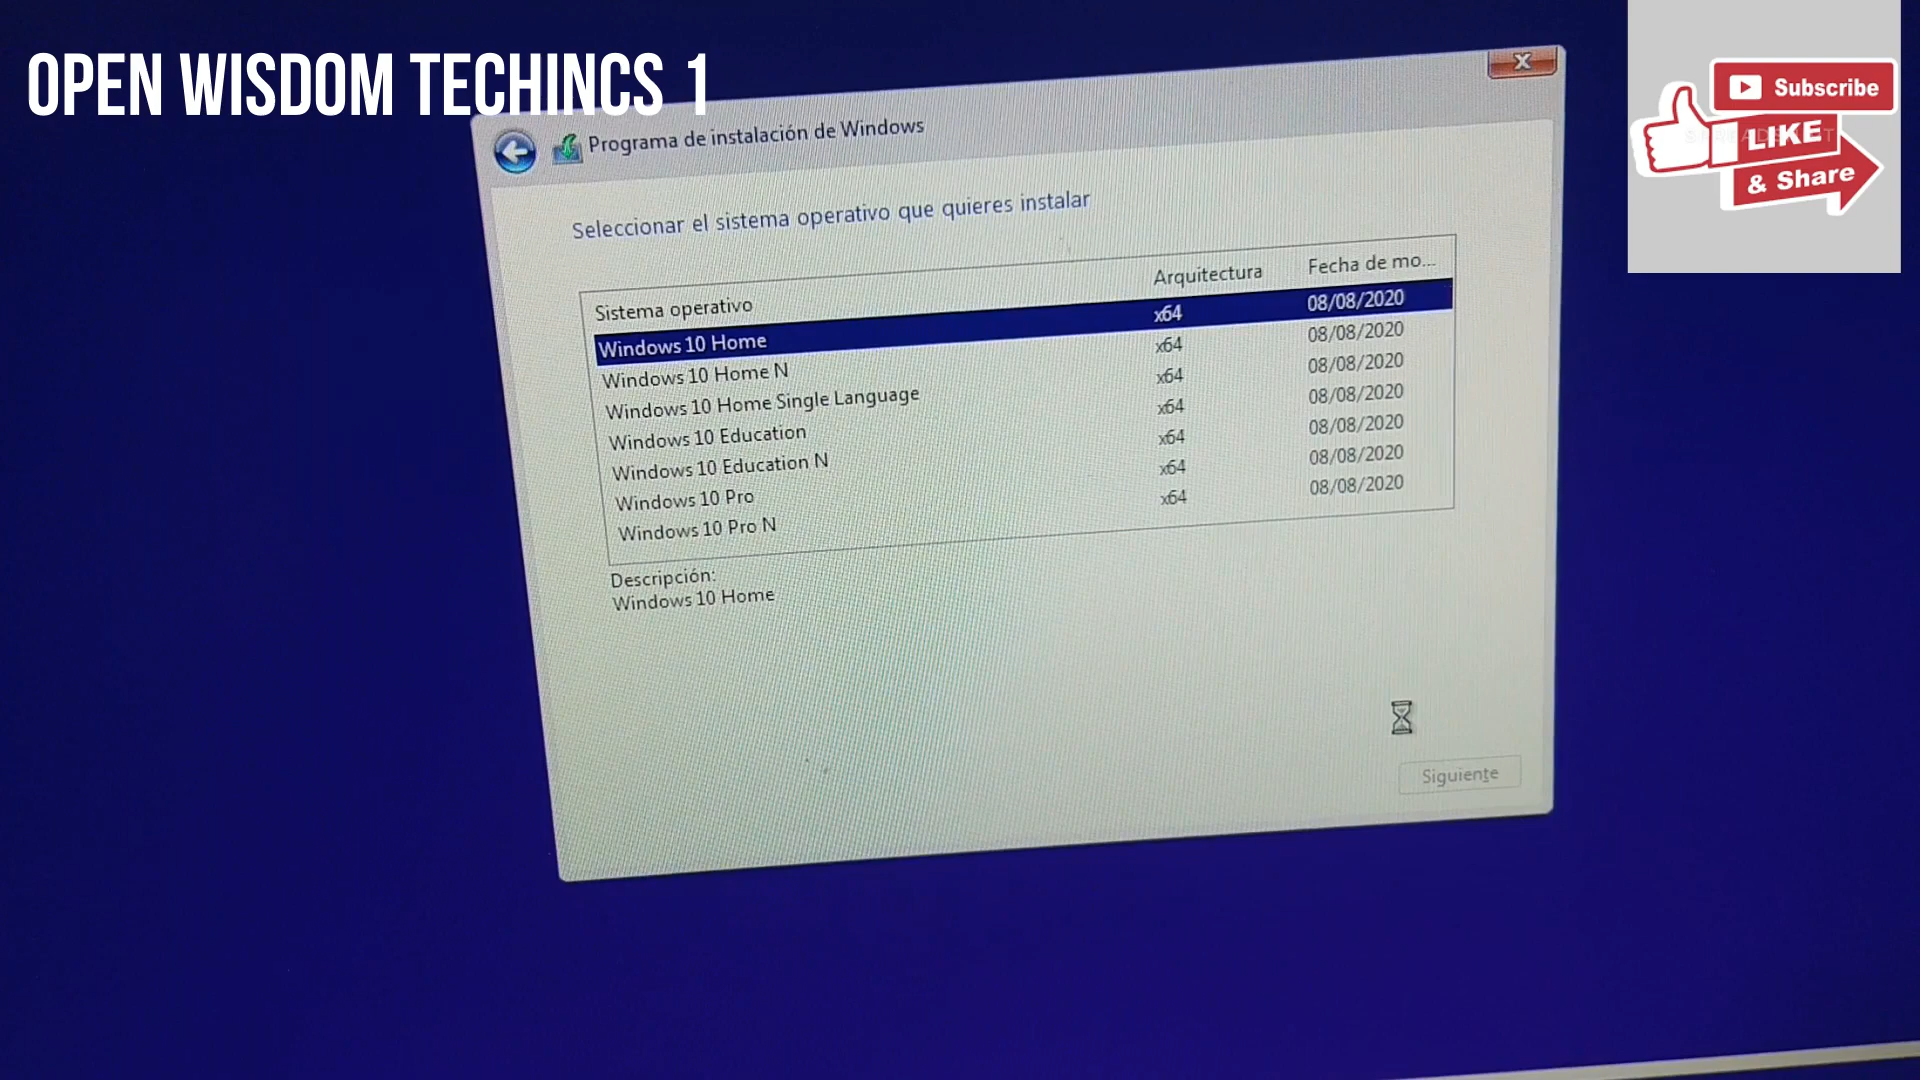 OPEN WISDOM TECHINCS 1
Subscribe
LIKE
& Share
Programa de instalación de Windows
Seleccionar el sistema operativo que quieres instalar
Sistema operativo Arquitectura Fecha de mo...
Windows 10 Home x64 08/08/2020
Windows 10 Home N x64 08/08/2020
Windows 10 Home Single Language x64 08/08/2020
Windows 10 Education x64 08/08/2020
Windows 10 Education N x64 08/08/2020
Windows 10 Pro x64 08/08/2020
Windows 10 Pro N x64 08/08/2020
Descripción:
Windows 10 Home
Siguiente